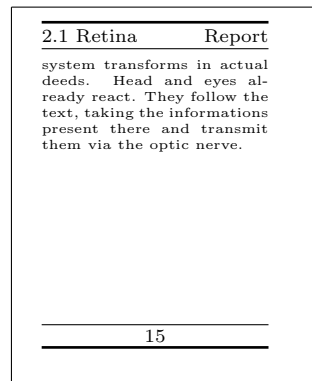 2.1 Retina Report
system transforms in actual
deeds. Head and eyes al-
ready react. They follow the
text, taking the informations
present there and transmit
them via the optic nerve.
15